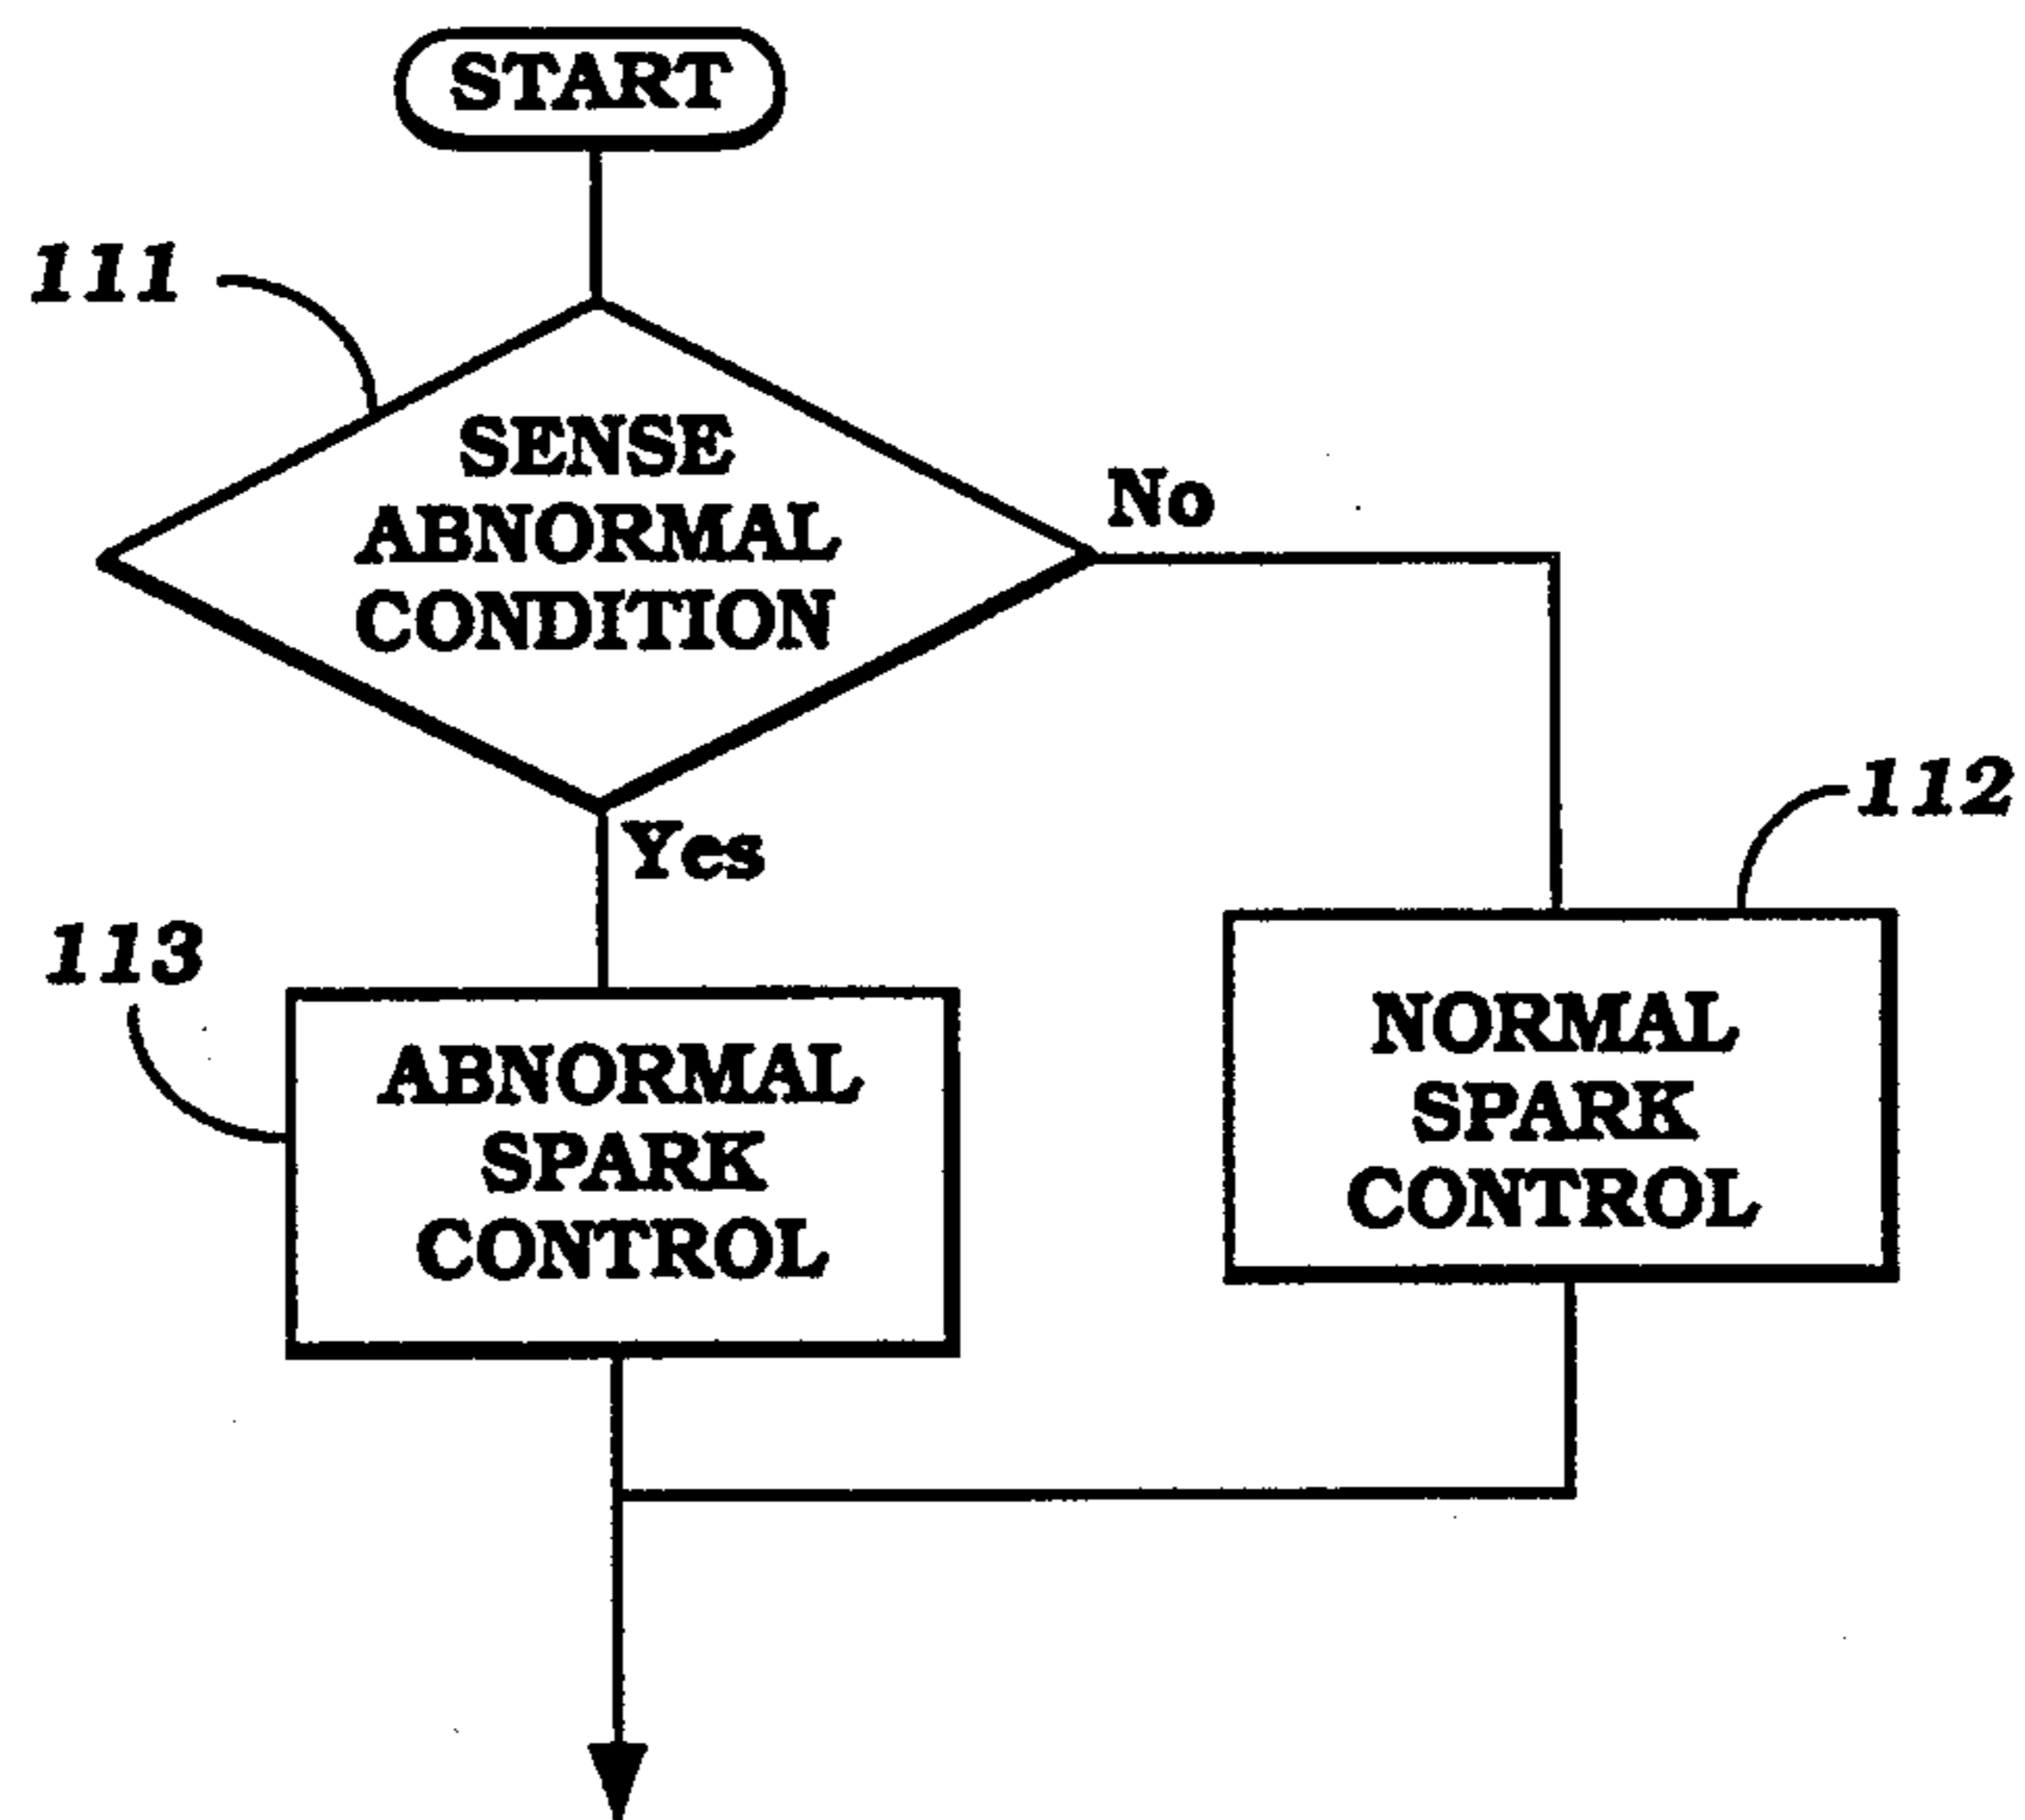 START
111
SENSE
ABNORMAL
CONDITION
No
Yes
112
113
ABNORMAL
SPARK
CONTROL
NORMAL
SPARK
CONTROL